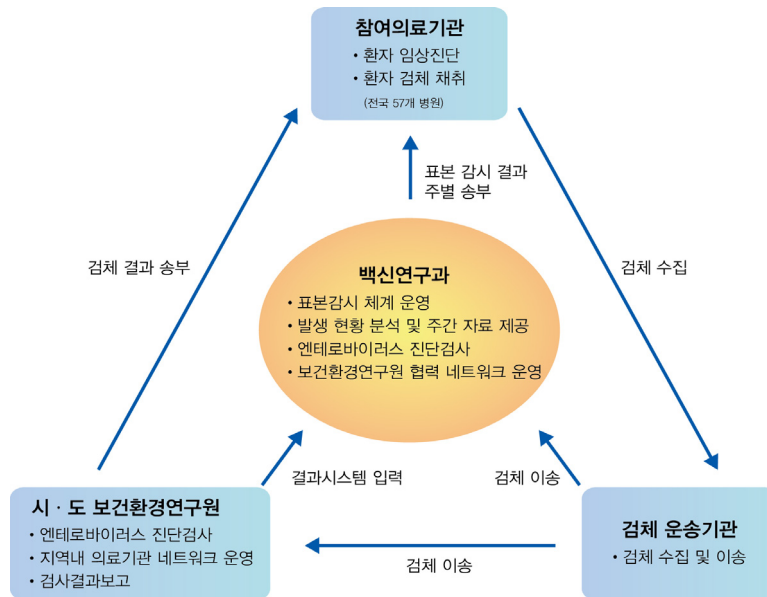 참여의료기관
• 환자 임상진단
• 환자 검체 채취
(전국 57개 병원)
표본 감시 결과
주별 송부
검체 결과 송부
검체 수집
백신연구과
• 표본감시 체계 운영
• 발생 현황 분석 및 주간 자료 제공
• 엔테로바이러스 진단검사
• 보건환경연구원 협력 네트워크 운영
결과시스템 입력
검체 이송
시 · 도 보건환경연구원
• 엔테로바이러스 진단검사
• 지역내 의료기관 네트워크 운영
• 검사결과보고
검체 이송
검체 운송기관
• 검체 수집 및 이송